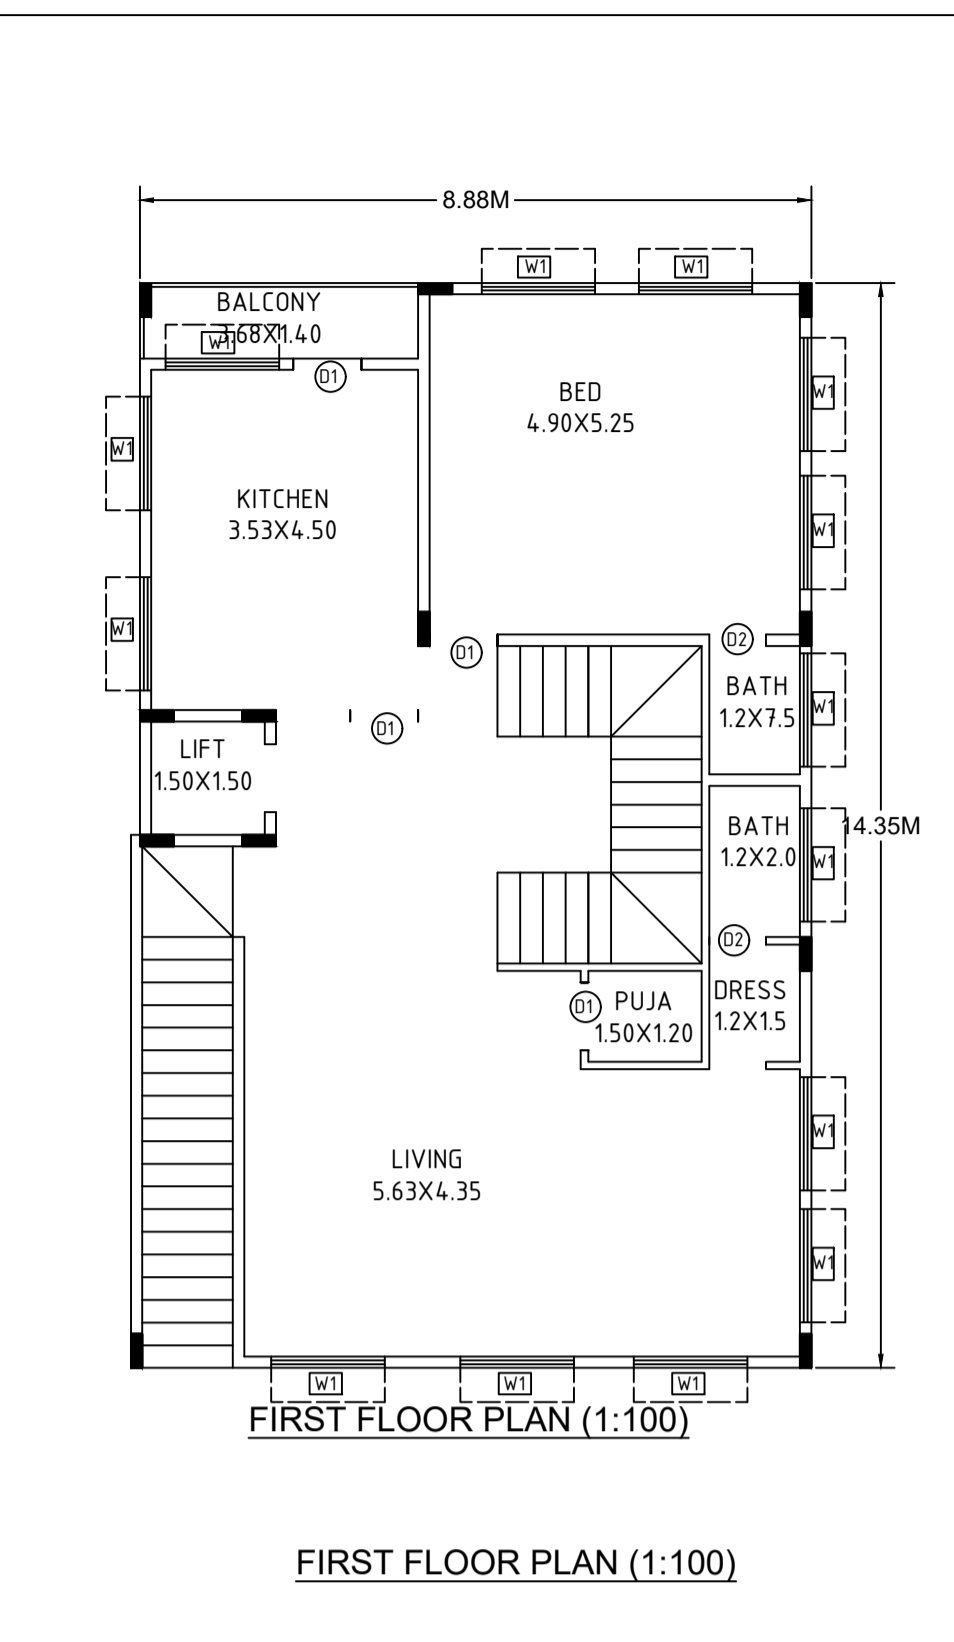 8.88M
W1
W1
BALCONY
3.68X1.40
W1
D1
BED
4.90X5.25
W1
W1
KITCHEN
3.53X4.50
W1
W1
D1
D2
BATH
1.2X7.5
W1
D1
LIFT
1.50X1.50
BATH
1.2X2.0
14.35M
W1
D2
DRESS
1.2X1.5
D1
PUJA
1.50X1.20
W1
LIVING
5.63X4.35
W1
W1
W1
W1
FIRST FLOOR PLAN (1:100)
FIRST FLOOR PLAN (1:100)